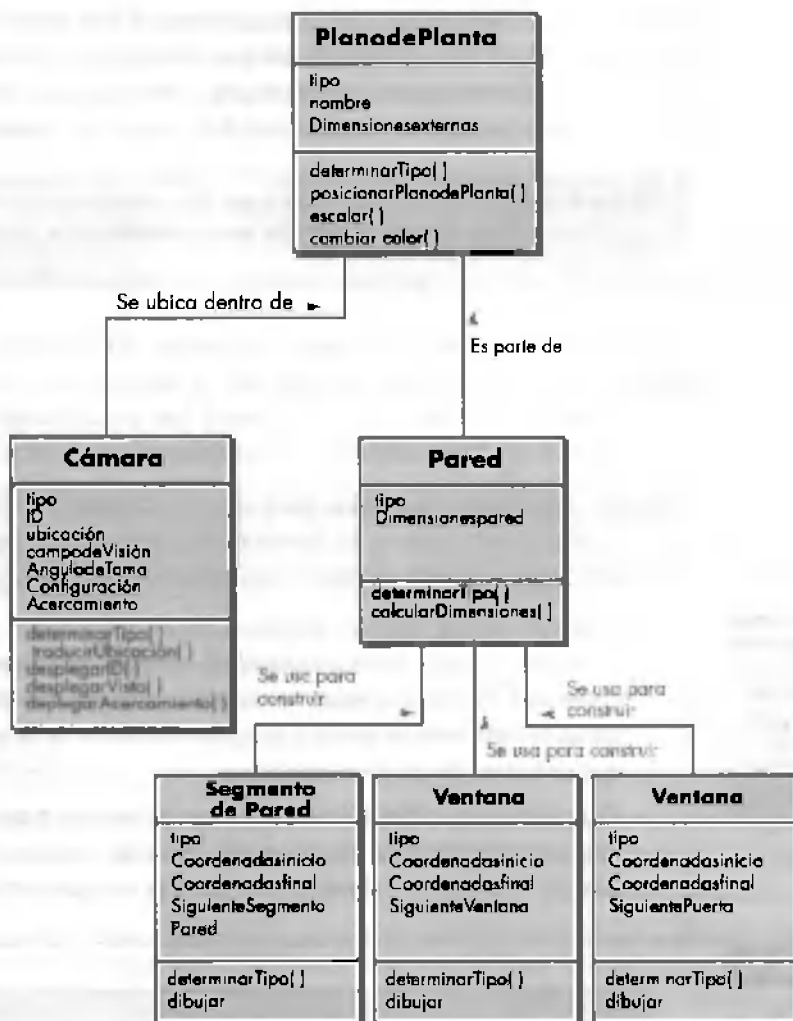 PlanodePlanta
tipo
nombre
Dimensionesexternas
determinarTipo( )
posicionarPlanodePlanta( )
escalar( )
cambiar color( )
Se ubica dentro de
Es parte de
Cámara
tipo
ID
ubicación
campodeVisión
AngulodeToma
Configuración
Acercamiento
determinarTipo( )
traducirUbicación( )
desplegarID( )
desplegarVista( )
deplegarAcercamiento( )
Pared
tipo
Dimensionespared
determinarTipo( )
calcularDimensiones( )
Se usa para
construir
Se usa para
construir
Se usa para construir
Segmento
de Pared
tipo
Coordenadasinicio
Coordenadasfinal
SiguienteSegmento
Pared
determinarTipo( )
dibujar
Ventana
tipo
Coordenadasinicio
Coordenadasfinal
SiguienteVentana
determinarTipo( )
dibujar
Ventana
tipo
Coordenadasinicio
Coordenadasfinal
SiguientePuerta
determ narTipo( )
dibujar